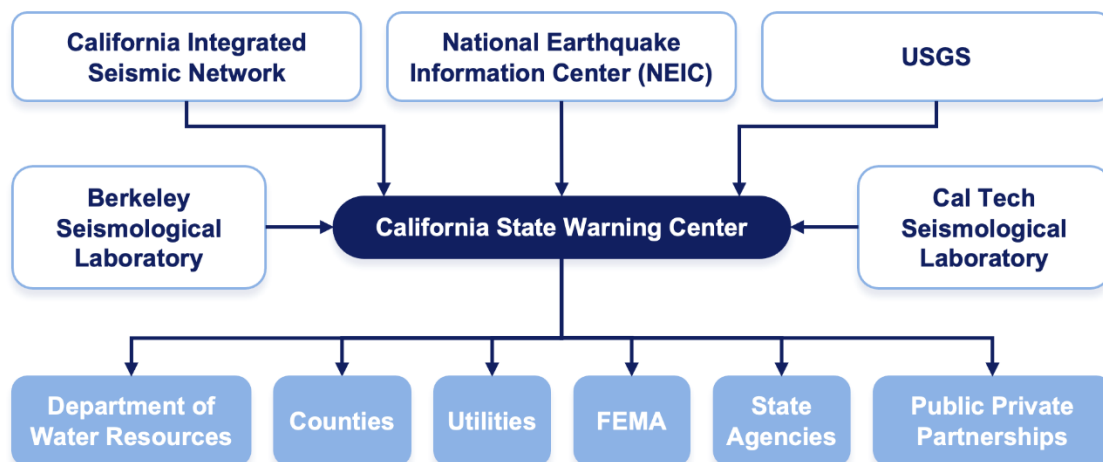 California Integrated
Seismic Network
National Earthquake
Information Center (NEIC)
USGS
Berkeley
Seismological
Laboratory
California State Warning Center
Cal Tech
Seismological
Laboratory
Department of
Water Resources
Counties
Utilities
FEMA
State
Agencies
Public Private
Partnerships